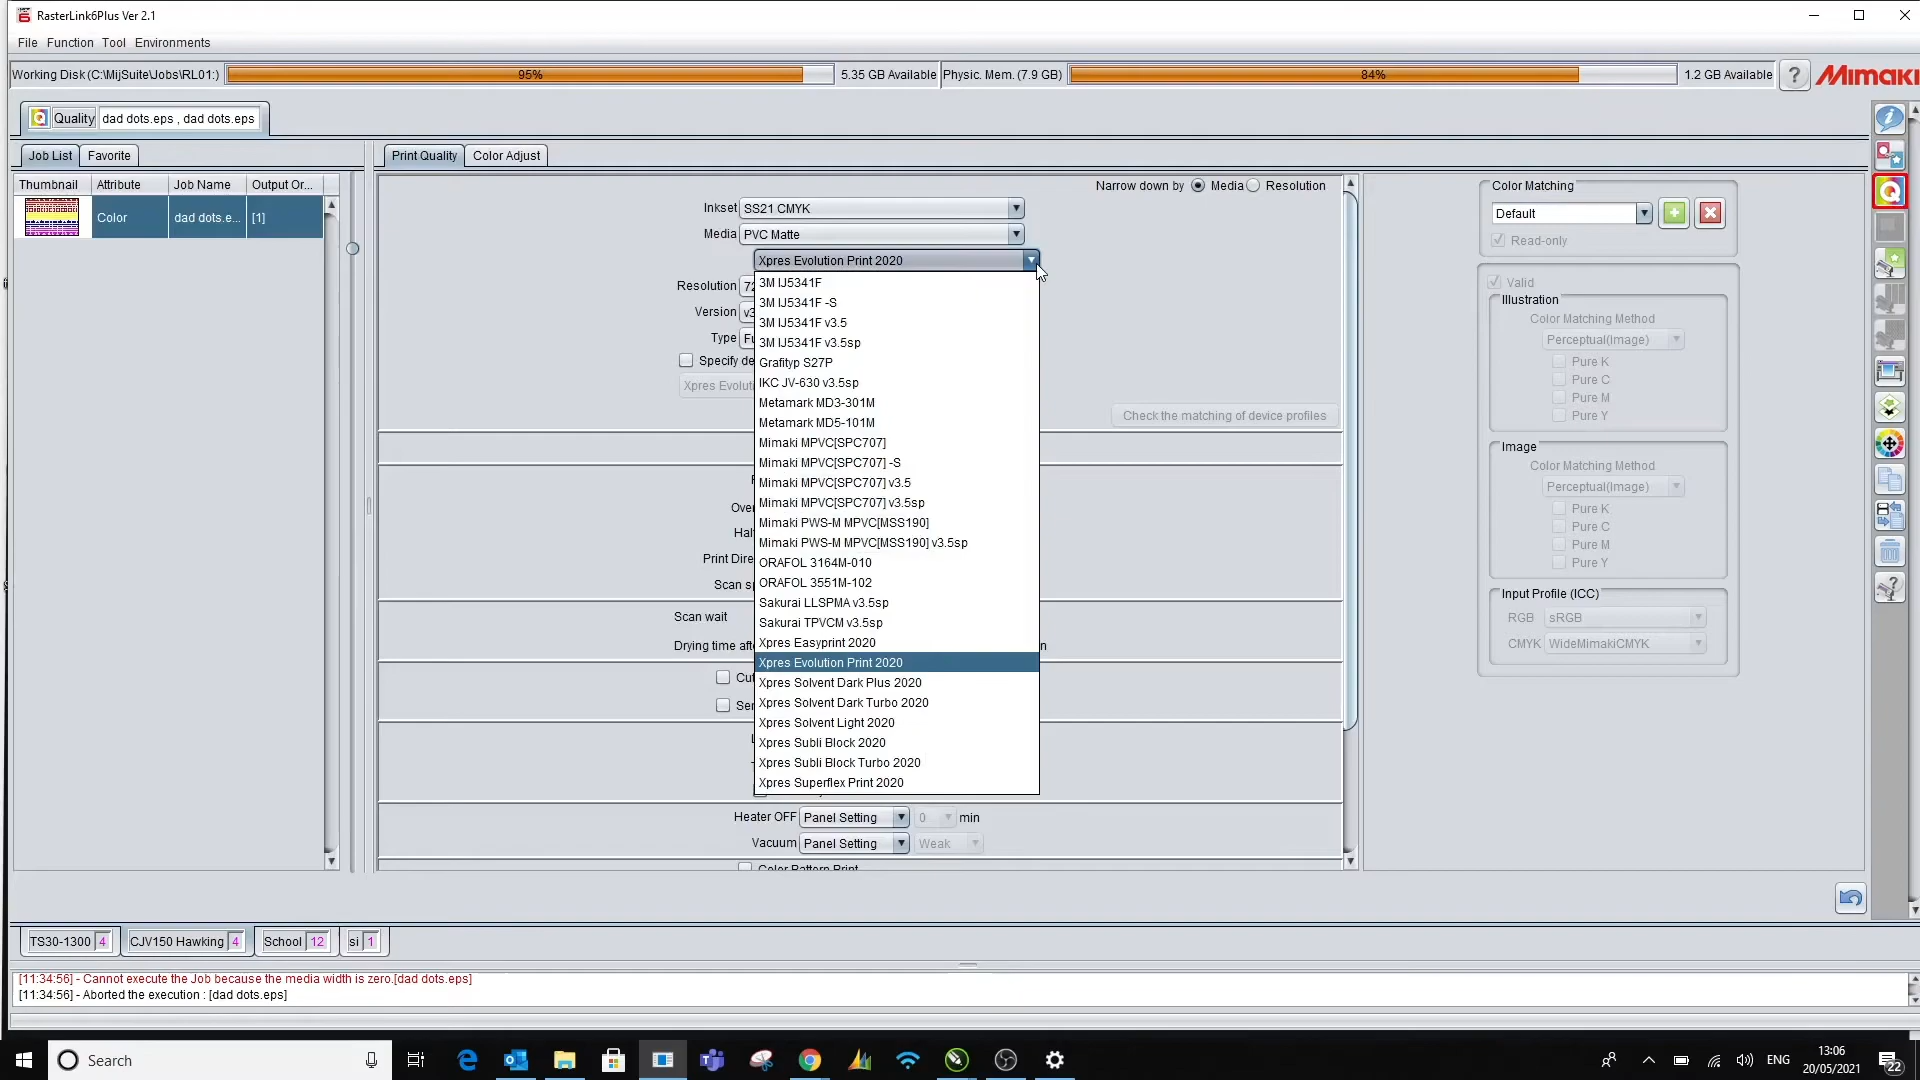 RasterLink6Plus Ver 2.1
File Function Tool Environments
Working Disk (C:\MijSuite\Jobs\RL01:) 95% 5.35 GB Available Physic. Mem. (7.9 GB) 84% 1.2 GB Available ? Mimaki
Quality dad dots.eps , dad dots.eps
Job List Favorite Print Quality Color Adjust
Thumbnail Attribute Job Name Output Or...
Color dad dots.e... [1]
Narrow down by Media Resolution
Inkset SS21 CMYK
Media PVC Matte
Xpres Evolution Print 2020
Resolution 72
Version v3
Type Fu
Specify de
Xpres Evoluti
Check the matching of device profiles
3M IJ5341F
3M IJ5341F -S
3M IJ5341F v3.5
3M IJ5341F v3.5sp
Grafityp S27P
IKC JV-630 v3.5sp
Metamark MD3-301M
Metamark MD5-101M
Mimaki MPVC[SPC707]
Mimaki MPVC[SPC707] -S
Mimaki MPVC[SPC707] v3.5
Mimaki MPVC[SPC707] v3.5sp
Mimaki PWS-M MPVC[MSS190]
Mimaki PWS-M MPVC[MSS190] v3.5sp
ORAFOL 3164M-010
ORAFOL 3551M-102
Sakurai LLSPMA v3.5sp
Sakurai TPVCM v3.5sp
Xpres Easyprint 2020
Xpres Evolution Print 2020
Xpres Solvent Dark Plus 2020
Xpres Solvent Dark Turbo 2020
Xpres Solvent Light 2020
Xpres Subli Block 2020
Xpres Subli Block Turbo 2020
Xpres Superflex Print 2020
Over
Hal
Print Dire
Scan s
Scan wait
Drying time afte
Cut
Ser
Heater OFF Panel Setting 0 min
Vacuum Panel Setting Weak
Color Pattern Print
Color Matching
Default
Read-only
Valid
Illustration
Color Matching Method
Perceptual(Image)
Pure K
Pure C
Pure M
Pure Y
Image
Color Matching Method
Perceptual(Image)
Pure K
Pure C
Pure M
Pure Y
Input Profile (ICC)
RGB sRGB
CMYK WideMimakiCMYK
TS30-1300 4 CJV150 Hawking 4 School 12 si 1
[11:34:56] - Cannot execute the Job because the media width is zero.[dad dots.eps]
[11:34:56] - Aborted the execution : [dad dots.eps]
Search
ENG
13:06
20/05/2021
22